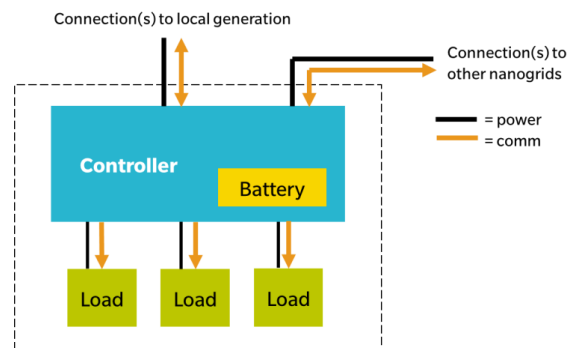 Connection(s) to local generation
Connection(s) to
other nanogrids
= power
= comm
Controller
Battery
Load
Load
Load